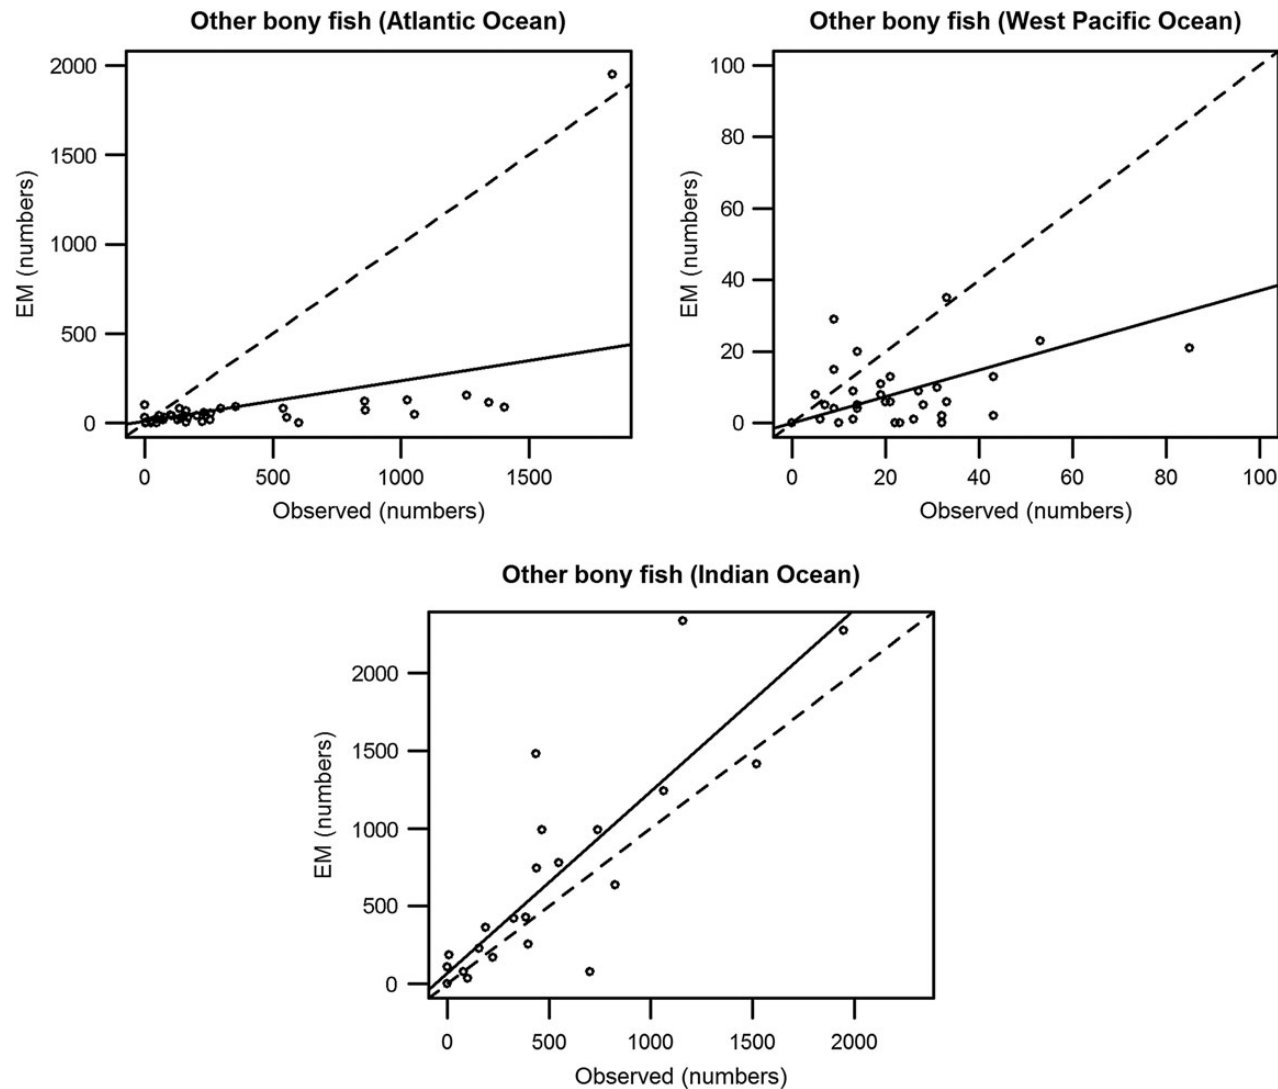 Other bony fish (Atlantic Ocean)
2000
1500
1000
500
0
EM (numbers)
0 500 1000 1500
Observed (numbers)
Other bony fish (West Pacific Ocean)
100
80
60
40
20
0
EM (numbers)
0 20 40 60 80 100
Observed (numbers)
Other bony fish (Indian Ocean)
2000
1500
1000
500
0
EM (numbers)
0 500 1000 1500 2000
Observed (numbers)